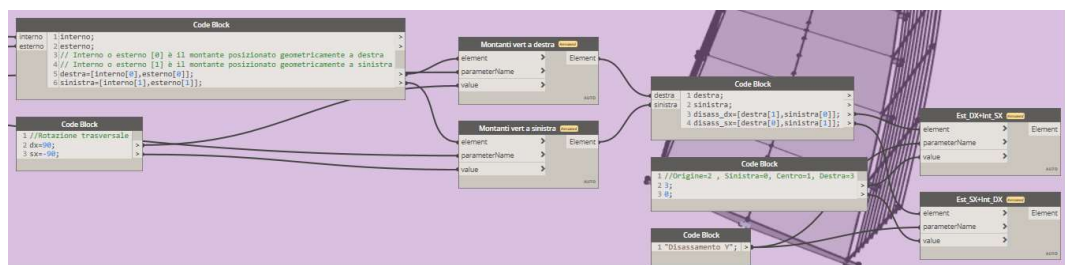 Code Block
interno
esterno
1 interno;
2 esterno;
3 // Interno o esterno [0] è il montante posizionato geometricamente a destra
4 // Interno o esterno [1] è il montante posizionato geometricamente a sinistra
5 destra=[interno[0],esterno[0]];
6 sinistra=[interno[1],esterno[1]];
Code Block
1 //Rotazione trasversale
2 dx=90;
3 sx=-90;
Montanti vert a destra
element
parameterName
value
Element
AUTO
Montanti vert a sinistra
element
parameterName
value
Element
AUTO
Code Block
destra
sinistra
1 destra;
2 sinistra;
3 disass_dx=[destra[1],sinistra[0]];
4 disass_sx=[destra[0],sinistra[1]];
Code Block
1 //Origine=2 , Sinistra=0, Centro=1, Destra=3
2 3;
3 0;
Code Block
1 "Disassamento Y";
Est_DX+Int_SX
element
parameterName
value
Element
AUTO
Est_SX+Int_DX
element
parameterName
value
Element
AUTO